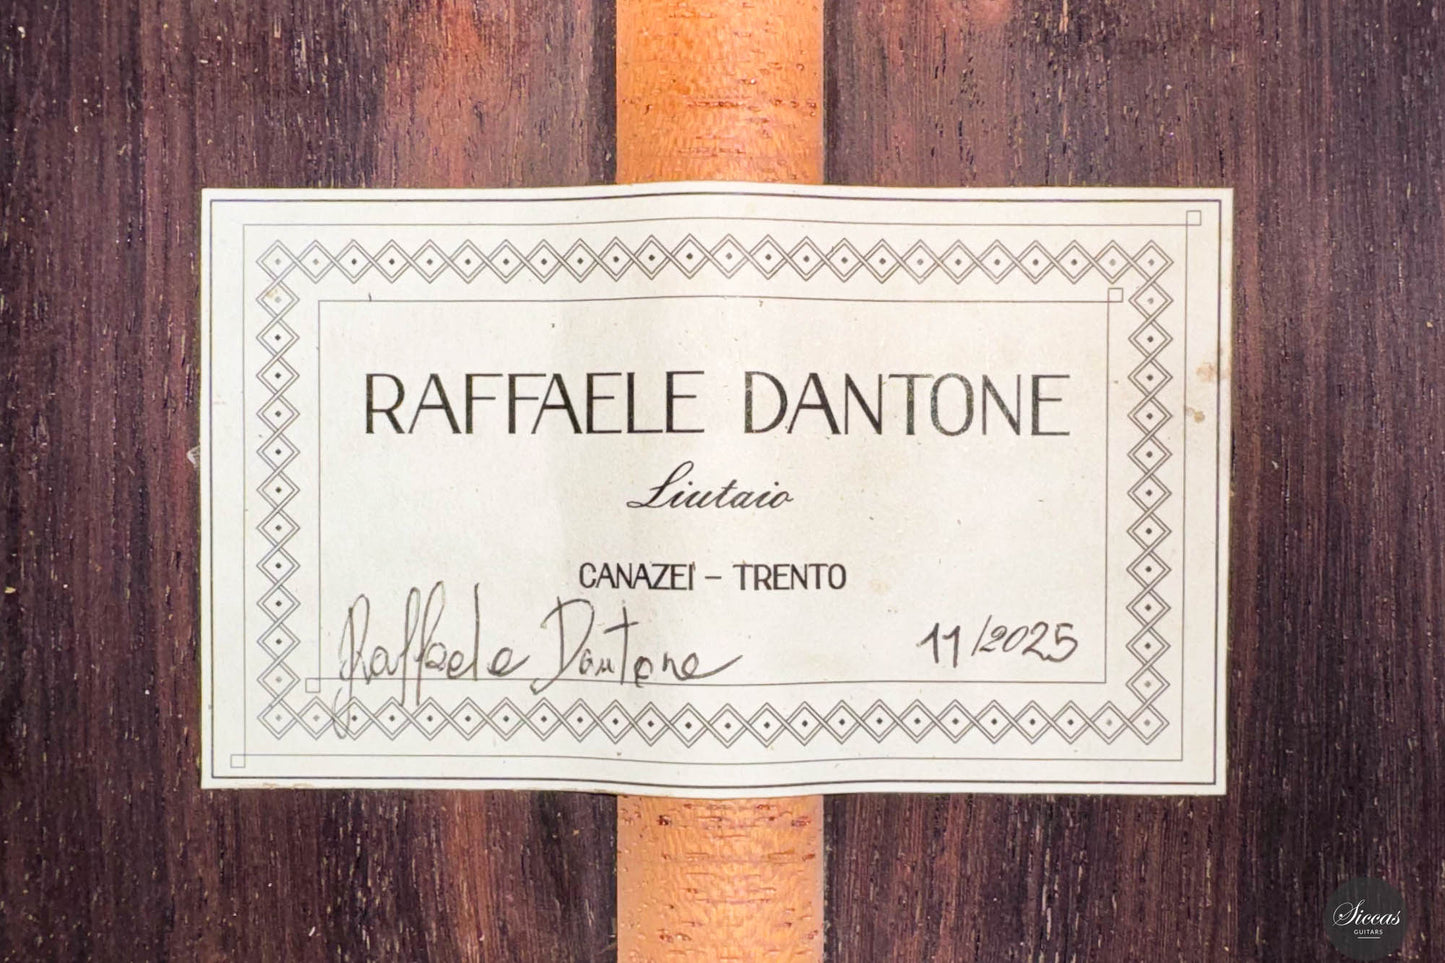 RAFFAELE DANTONE
Liutaio
CANAZEI – TRENTO
Raffaele Dantone 11/2025
Siccas
GUITARS